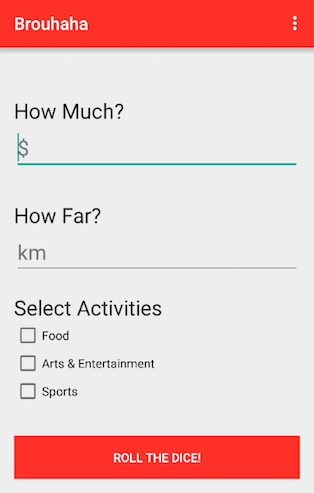 Brouhaha
How Much?
$
How Far?
km
Select Activities
Food
Arts & Entertainment
Sports
ROLL THE DICE!